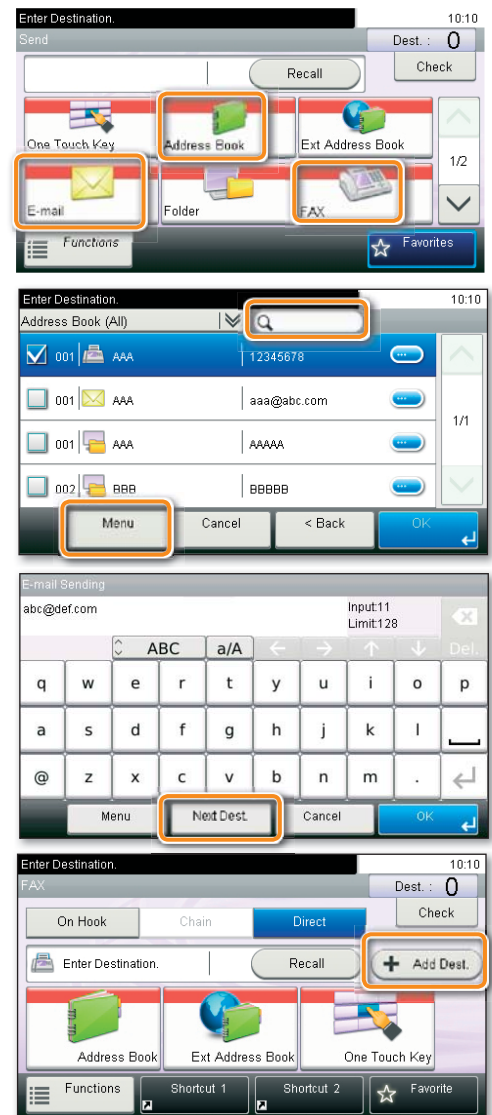 Enter Destination. 10:10
Send Dest. : 0
Recall Check
One Touch Key Address Book Ext Address Book
1/2
E-mail Folder FAX
Functions Favorites
Enter Destination. 10:10
Address Book (All)
001 AAA 12345678
001 AAA aaa@abc.com
1/1
001 AAA AAAAA
002 BBB BBBBB
Menu Cancel < Back OK
E-mail Sending
abc@def.com Input:11
Limit:128
ABC a/A Del.
q w e r t y u i o p
a s d f g h j k l
@ z x c v b n m .
Menu Next Dest. Cancel OK
Enter Destination. 10:10
FAX Dest. : 0
On Hook Chain Direct Check
Enter Destination. Recall + Add Dest.
Address Book Ext Address Book One Touch Key
Functions Shortcut 1 Shortcut 2 Favorite